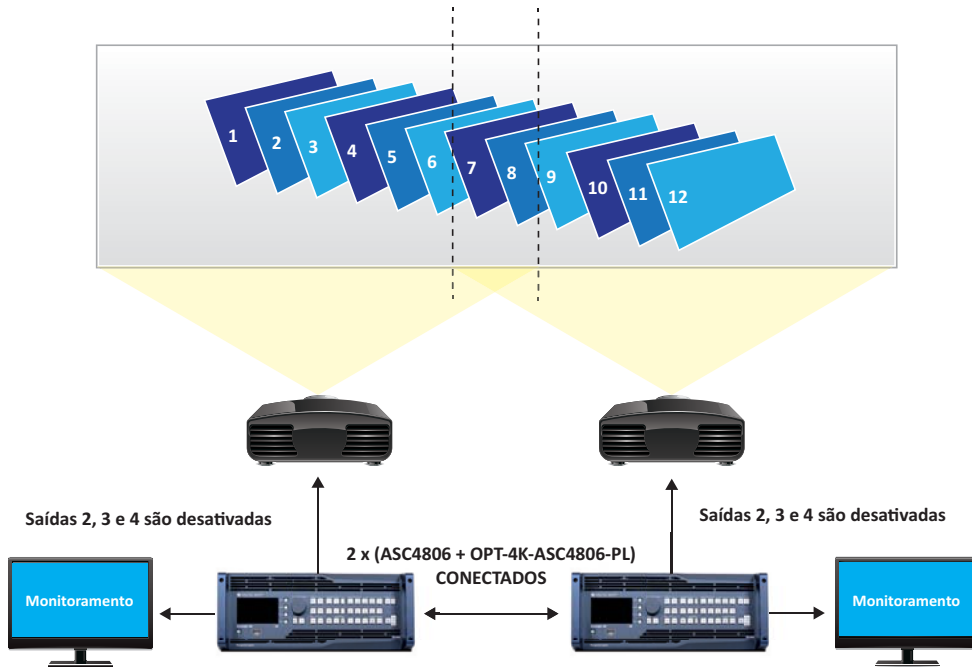 1
2
3
4
5
6
7
8
9
10
11
12
Saídas 2, 3 e 4 são desativadas
Saídas 2, 3 e 4 são desativadas
2 x (ASC4806 + OPT-4K-ASC4806-PL)
CONECTADOS
Monitoramento
Monitoramento